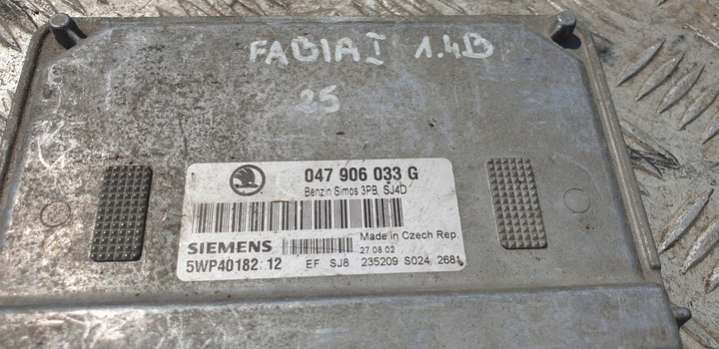 FABIA I 1.4B
25
047 906 033 G
Benzin Simos 3PB, SJ4D
Made in Czech Rep.
SIEMENS 27 08 02
5WP40182 12 EF SJ8 235209 S024 2681